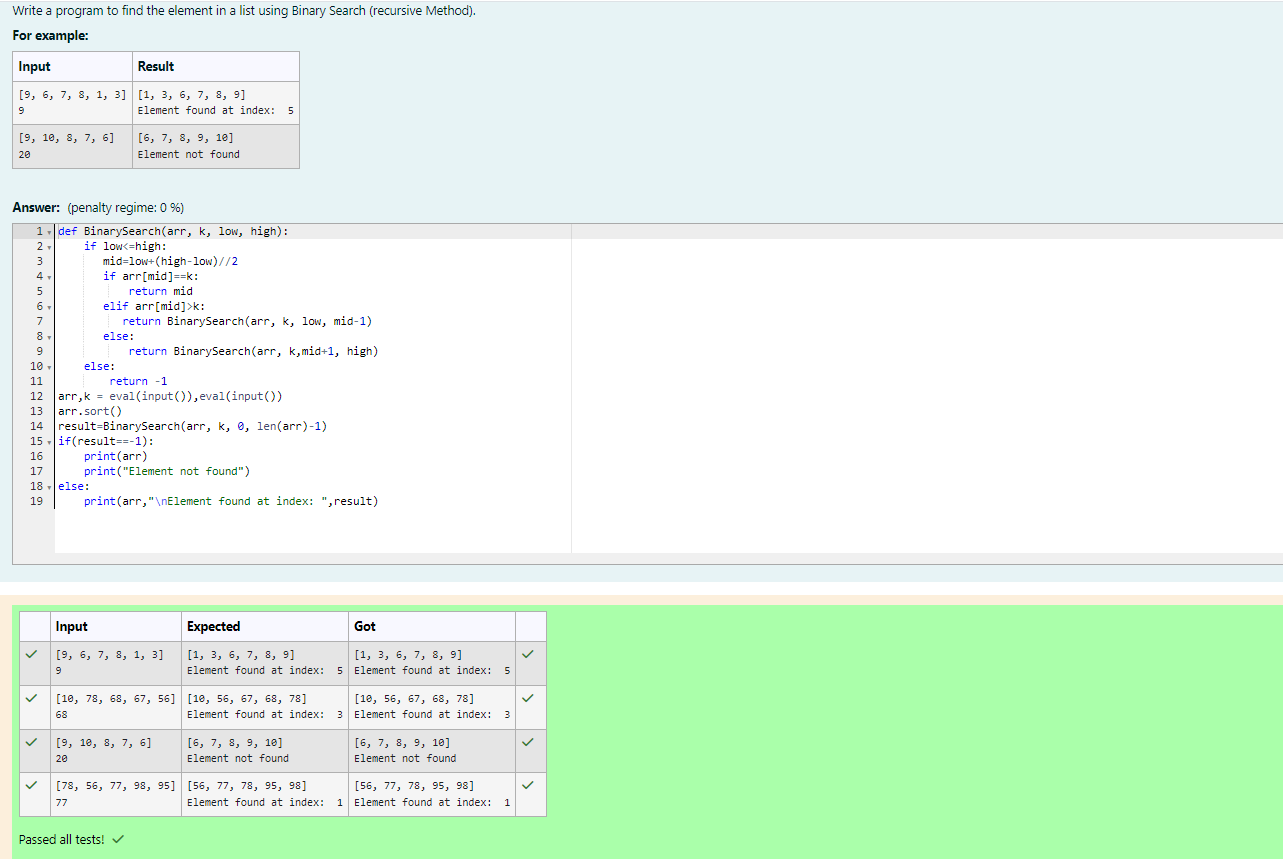 Write a program to find the element in a list using Binary Search (recursive Method).
For example:
Input Result
[9, 6, 7, 8, 1, 3] [1, 3, 6, 7, 8, 9]
9 Element found at index:  5
[9, 10, 8, 7, 6] [6, 7, 8, 9, 10]
20 Element not found
Answer: (penalty regime: 0 %)
1 def BinarySearch(arr, k, low, high):
2     if low<=high:
3        mid=low+(high-low)//2
4        if arr[mid]==k:
5            return mid
6        elif arr[mid]>k:
7           return BinarySearch(arr, k, low, mid-1)
8        else:
9            return BinarySearch(arr, k,mid+1, high)
10     else:
11         return -1
12 arr,k = eval(input()),eval(input())
13 arr.sort()
14 result=BinarySearch(arr, k, 0, len(arr)-1)
15 if(result==-1):
16     print(arr)
17     print("Element not found")
18 else:
19     print(arr,"\nElement found at index: ",result)
Input Expected Got
[9, 6, 7, 8, 1, 3] [1, 3, 6, 7, 8, 9] [1, 3, 6, 7, 8, 9]
9 Element found at index:  5 Element found at index:  5
[10, 78, 68, 67, 56] [10, 56, 67, 68, 78] [10, 56, 67, 68, 78]
68 Element found at index:  3 Element found at index:  3
[9, 10, 8, 7, 6] [6, 7, 8, 9, 10] [6, 7, 8, 9, 10]
20 Element not found Element not found
[78, 56, 77, 98, 95] [56, 77, 78, 95, 98] [56, 77, 78, 95, 98]
77 Element found at index:  1 Element found at index:  1
Passed all tests!